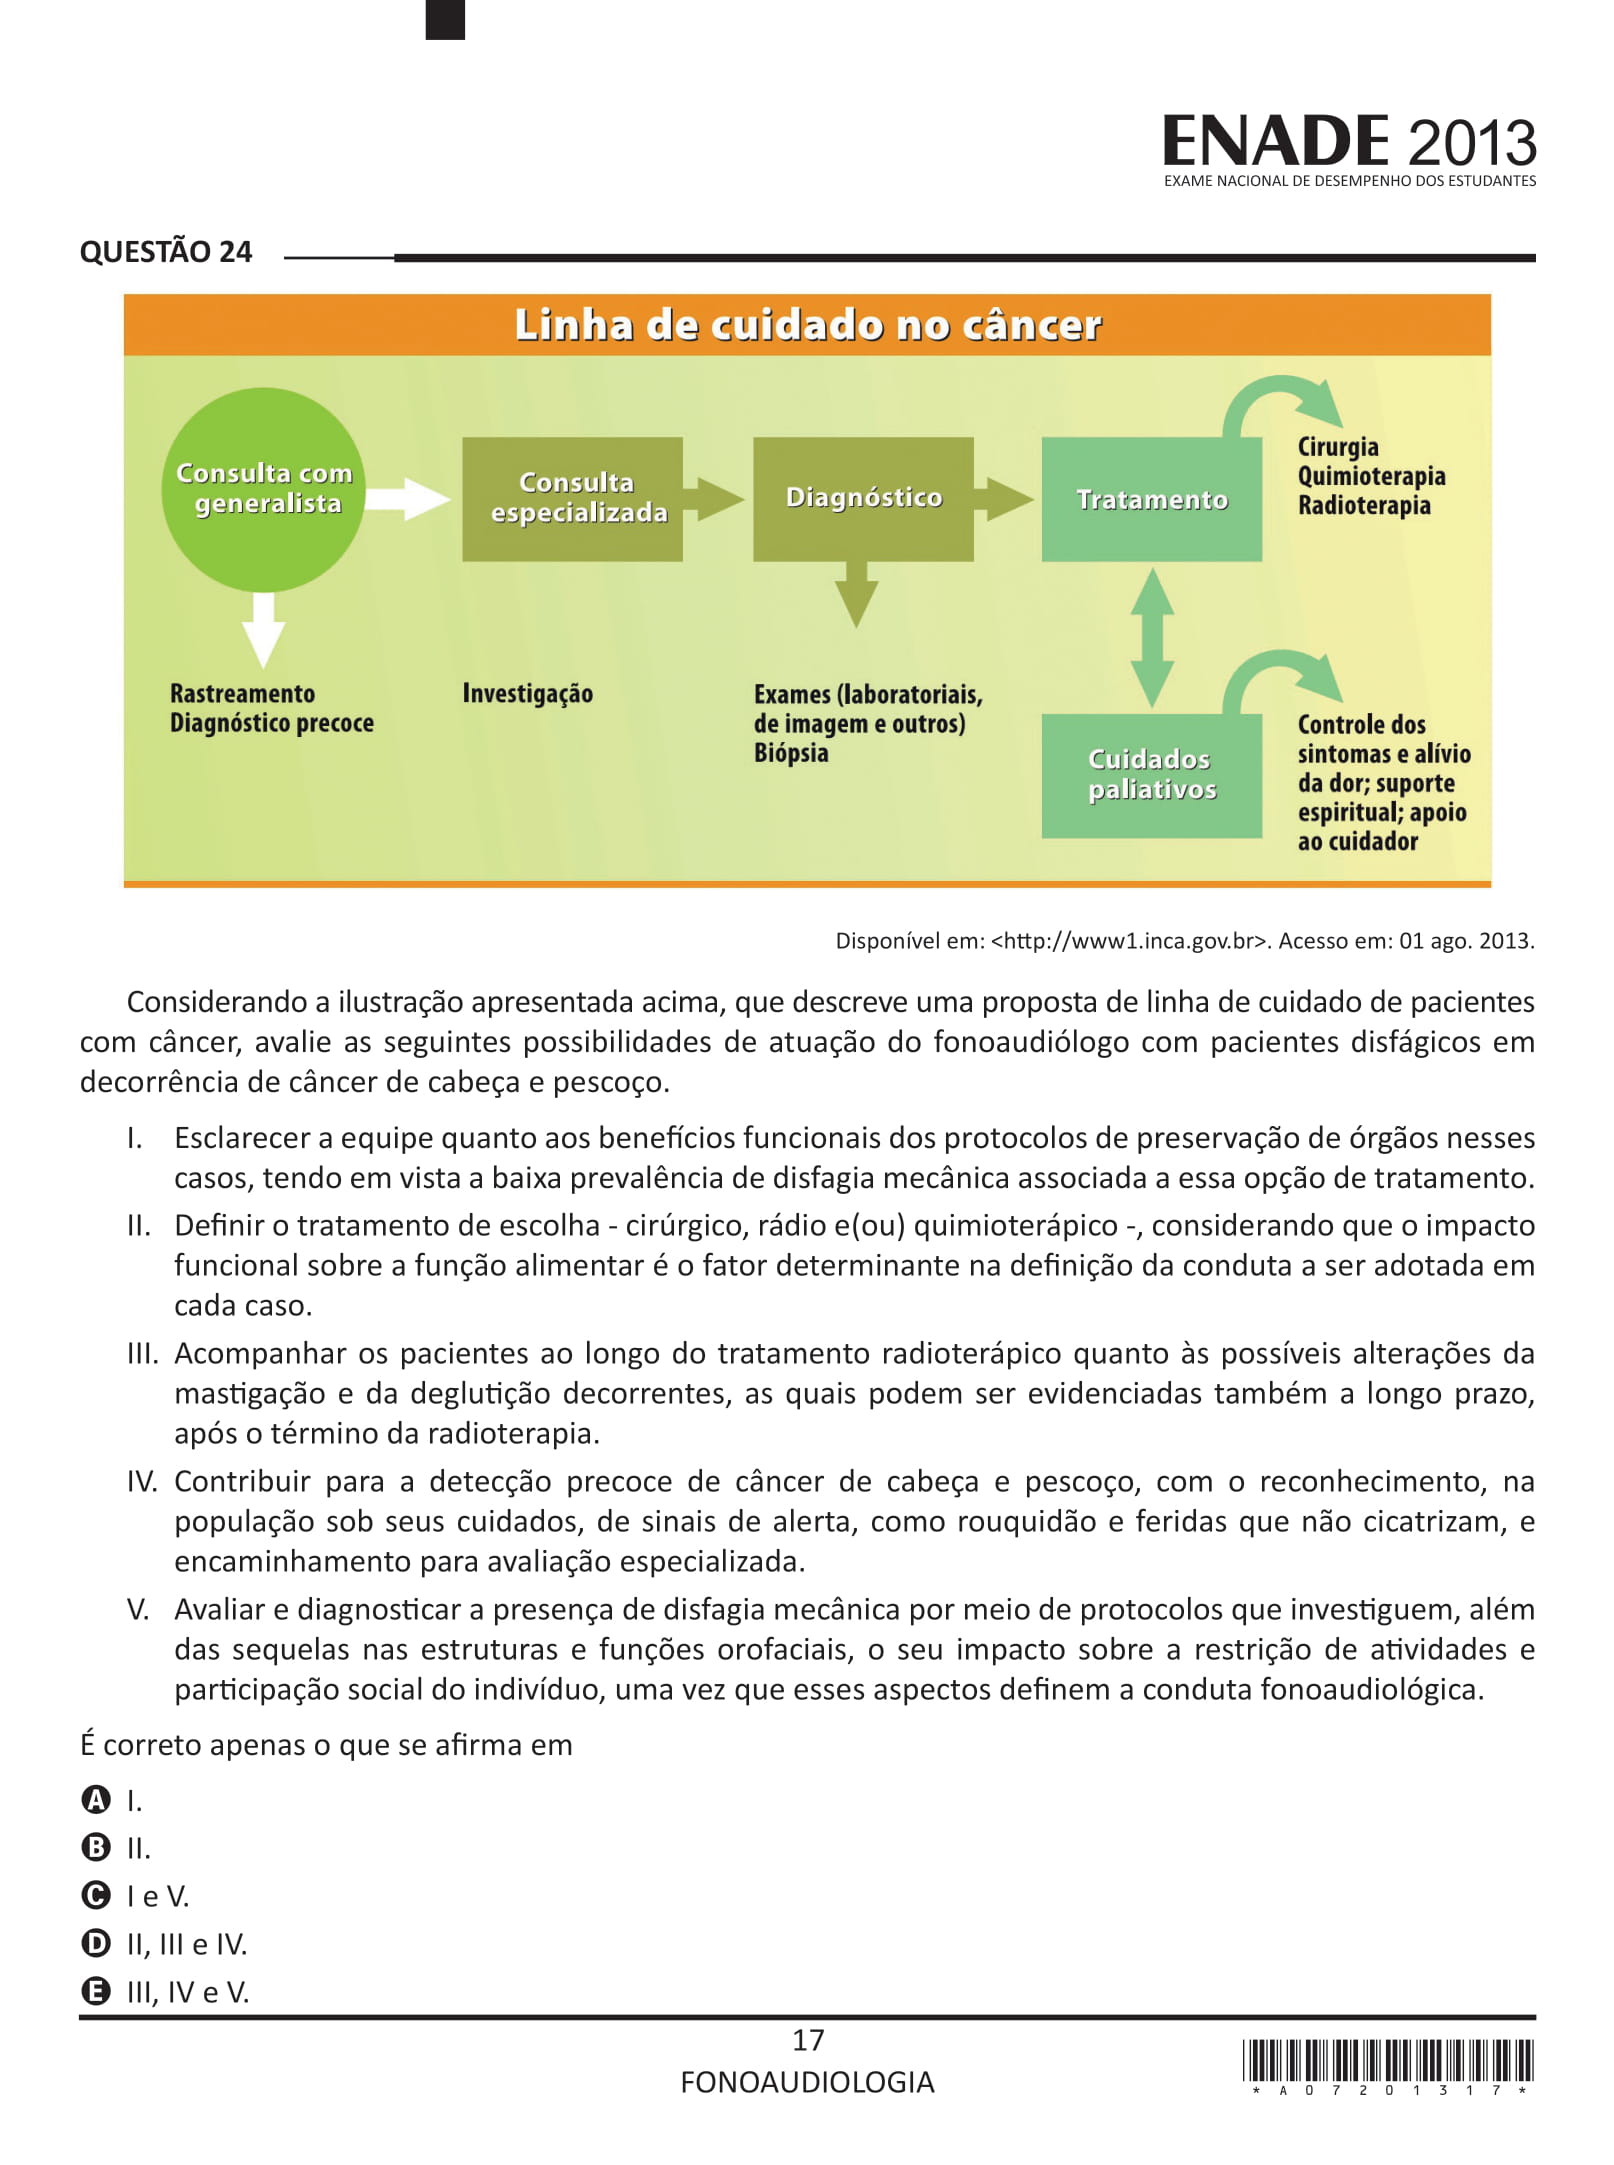 ENADE 2013
EXAME NACIONAL DE DESEMPENHO DOS ESTUDANTES
QUESTÃO 24
Linha de cuidado no câncer
Consulta com
generalista
Consulta
especializada
Diagnóstico
Tratamento
Cirurgia
Quimioterapia
Radioterapia
Rastreamento
Diagnóstico precoce
Investigação
Exames (laboratoriais,
de imagem e outros)
Biópsia
Cuidados
paliativos
Controle dos
sintomas e alívio
da dor; suporte
espiritual; apoio
ao cuidador
Disponível em: <http://www1.inca.gov.br>. Acesso em: 01 ago. 2013.
Considerando a ilustração apresentada acima, que descreve uma proposta de linha de cuidado de pacientes
com câncer, avalie as seguintes possibilidades de atuação do fonoaudiólogo com pacientes disfágicos em
decorrência de câncer de cabeça e pescoço.
I. Esclarecer a equipe quanto aos benefícios funcionais dos protocolos de preservação de órgãos nesses
casos, tendo em vista a baixa prevalência de disfagia mecânica associada a essa opção de tratamento.
II. Definir o tratamento de escolha - cirúrgico, rádio e(ou) quimioterápico -, considerando que o impacto
funcional sobre a função alimentar é o fator determinante na definição da conduta a ser adotada em
cada caso.
III. Acompanhar os pacientes ao longo do tratamento radioterápico quanto às possíveis alterações da
mastigação e da deglutição decorrentes, as quais podem ser evidenciadas também a longo prazo,
após o término da radioterapia.
IV. Contribuir para a detecção precoce de câncer de cabeça e pescoço, com o reconhecimento, na
população sob seus cuidados, de sinais de alerta, como rouquidão e feridas que não cicatrizam, e
encaminhamento para avaliação especializada.
V. Avaliar e diagnosticar a presença de disfagia mecânica por meio de protocolos que investiguem, além
das sequelas nas estruturas e funções orofaciais, o seu impacto sobre a restrição de atividades e
participação social do indivíduo, uma vez que esses aspectos definem a conduta fonoaudiológica.
É correto apenas o que se afirma em
A I.
B II.
C I e V.
D II, III e IV.
E III, IV e V.
17
FONOAUDIOLOGIA
* A 0 7 2 0 1 3 1 7 *